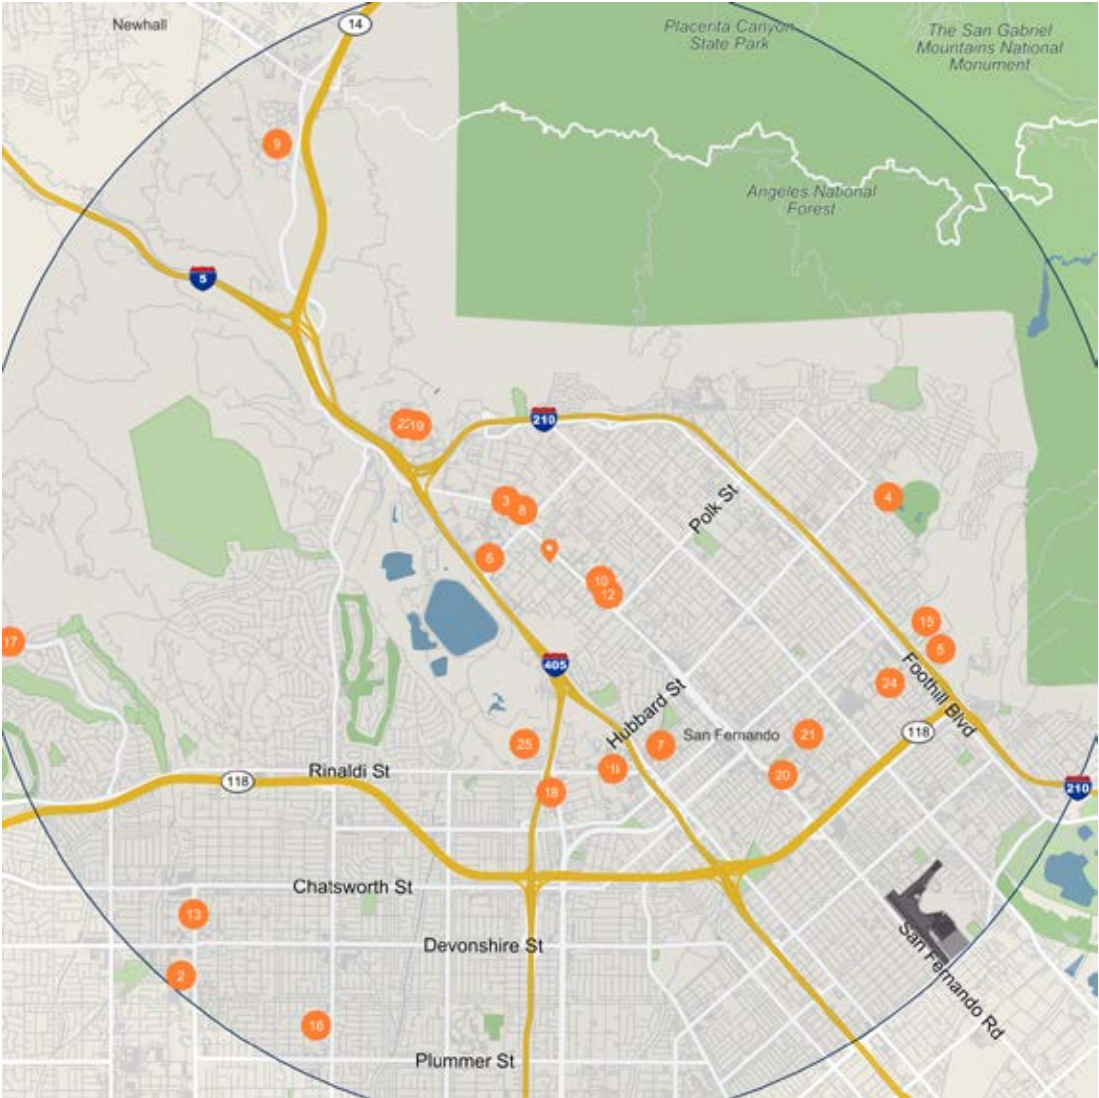 Newhall
14
Placenta Canyon
State Park
The San Gabriel
Mountains National
Monument
9
Angeles National
Forest
5
19
210
3
8
4
Polk St
6
10
12
15
17
5
405
Foothill Blvd
24
Hubbard St
118
25
7
San Fernando
21
Rinaldi St
118
20
210
18
Chatsworth St
13
Devonshire St
San Fernando Rd
2
16
Plummer St